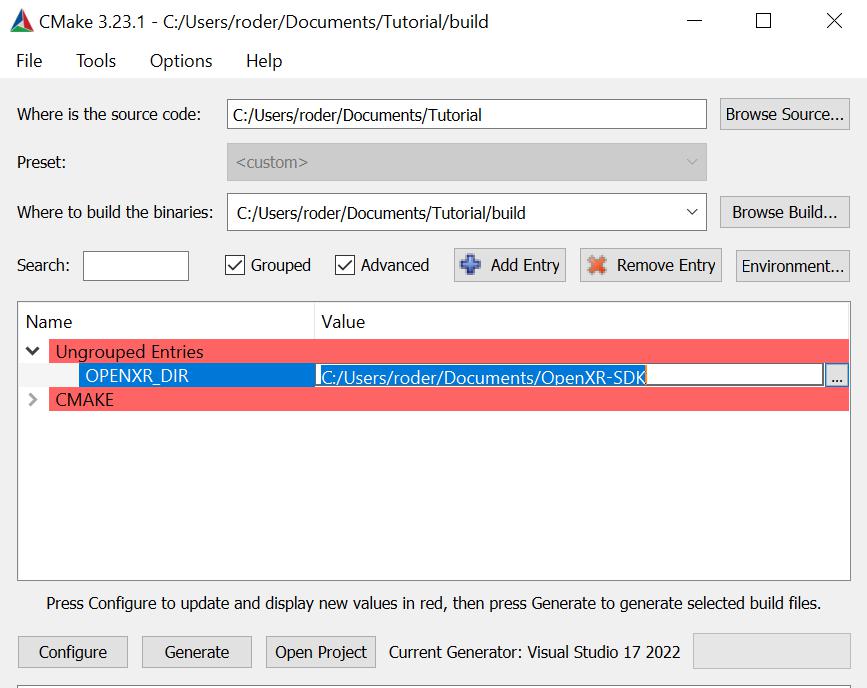 CMake 3.23.1 - C:/Users/roder/Documents/Tutorial/build
File Tools Options Help
Where is the source code: C:/Users/roder/Documents/Tutorial Browse Source...
Preset: <custom>
Where to build the binaries: C:/Users/roder/Documents/Tutorial/build Browse Build...
Search: Grouped Advanced Add Entry Remove Entry Environment...
Name Value
Ungrouped Entries
OPENXR_DIR C:/Users/roder/Documents/OpenXR-SDK ...
CMAKE
Press Configure to update and display new values in red, then press Generate to generate selected build files.
Configure Generate Open Project Current Generator: Visual Studio 17 2022